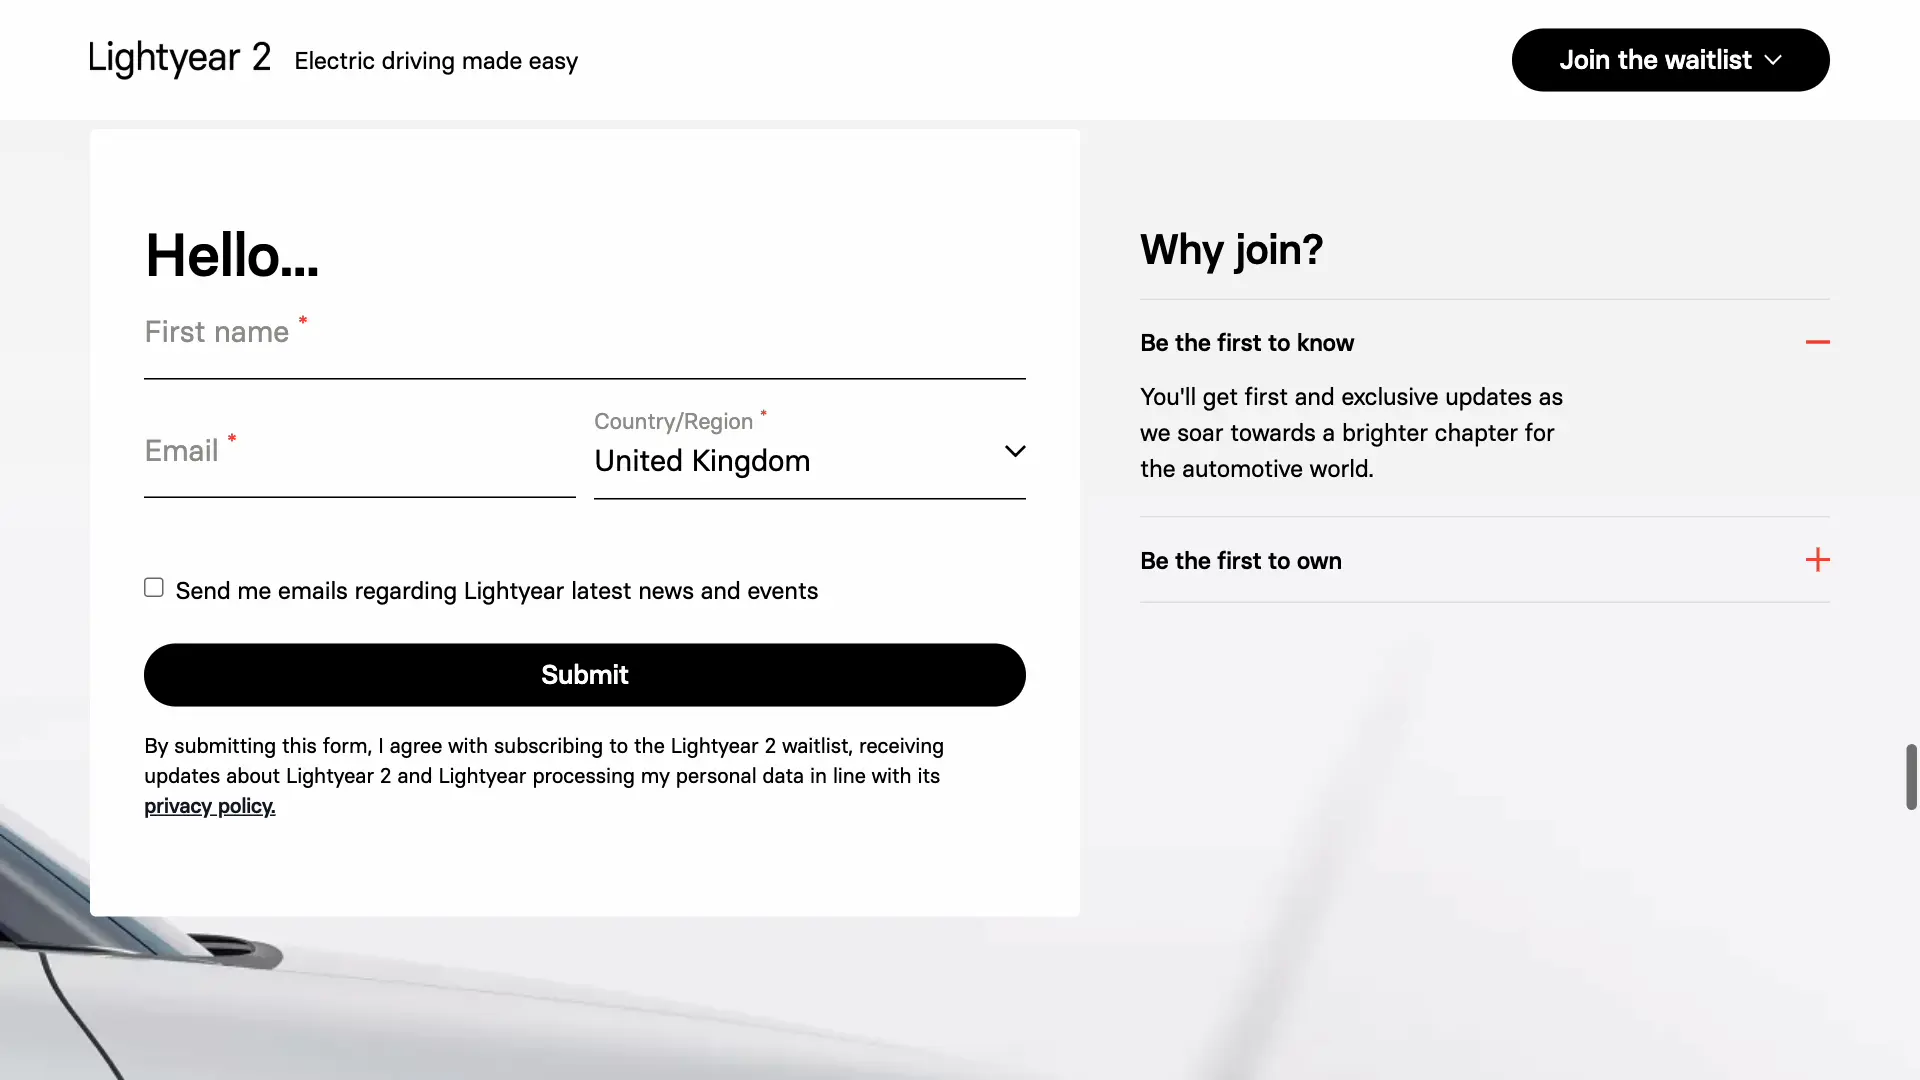 Lightyear 2 Electric driving made easy
Join the waitlist
Hello...
First name *
Email *
Country/Region *
United Kingdom
Send me emails regarding Lightyear latest news and events
Submit
By submitting this form, I agree with subscribing to the Lightyear 2 waitlist, receiving
updates about Lightyear 2 and Lightyear processing my personal data in line with its
privacy policy.
Why join?
Be the first to know
You'll get first and exclusive updates as
we soar towards a brighter chapter for
the automotive world.
Be the first to own